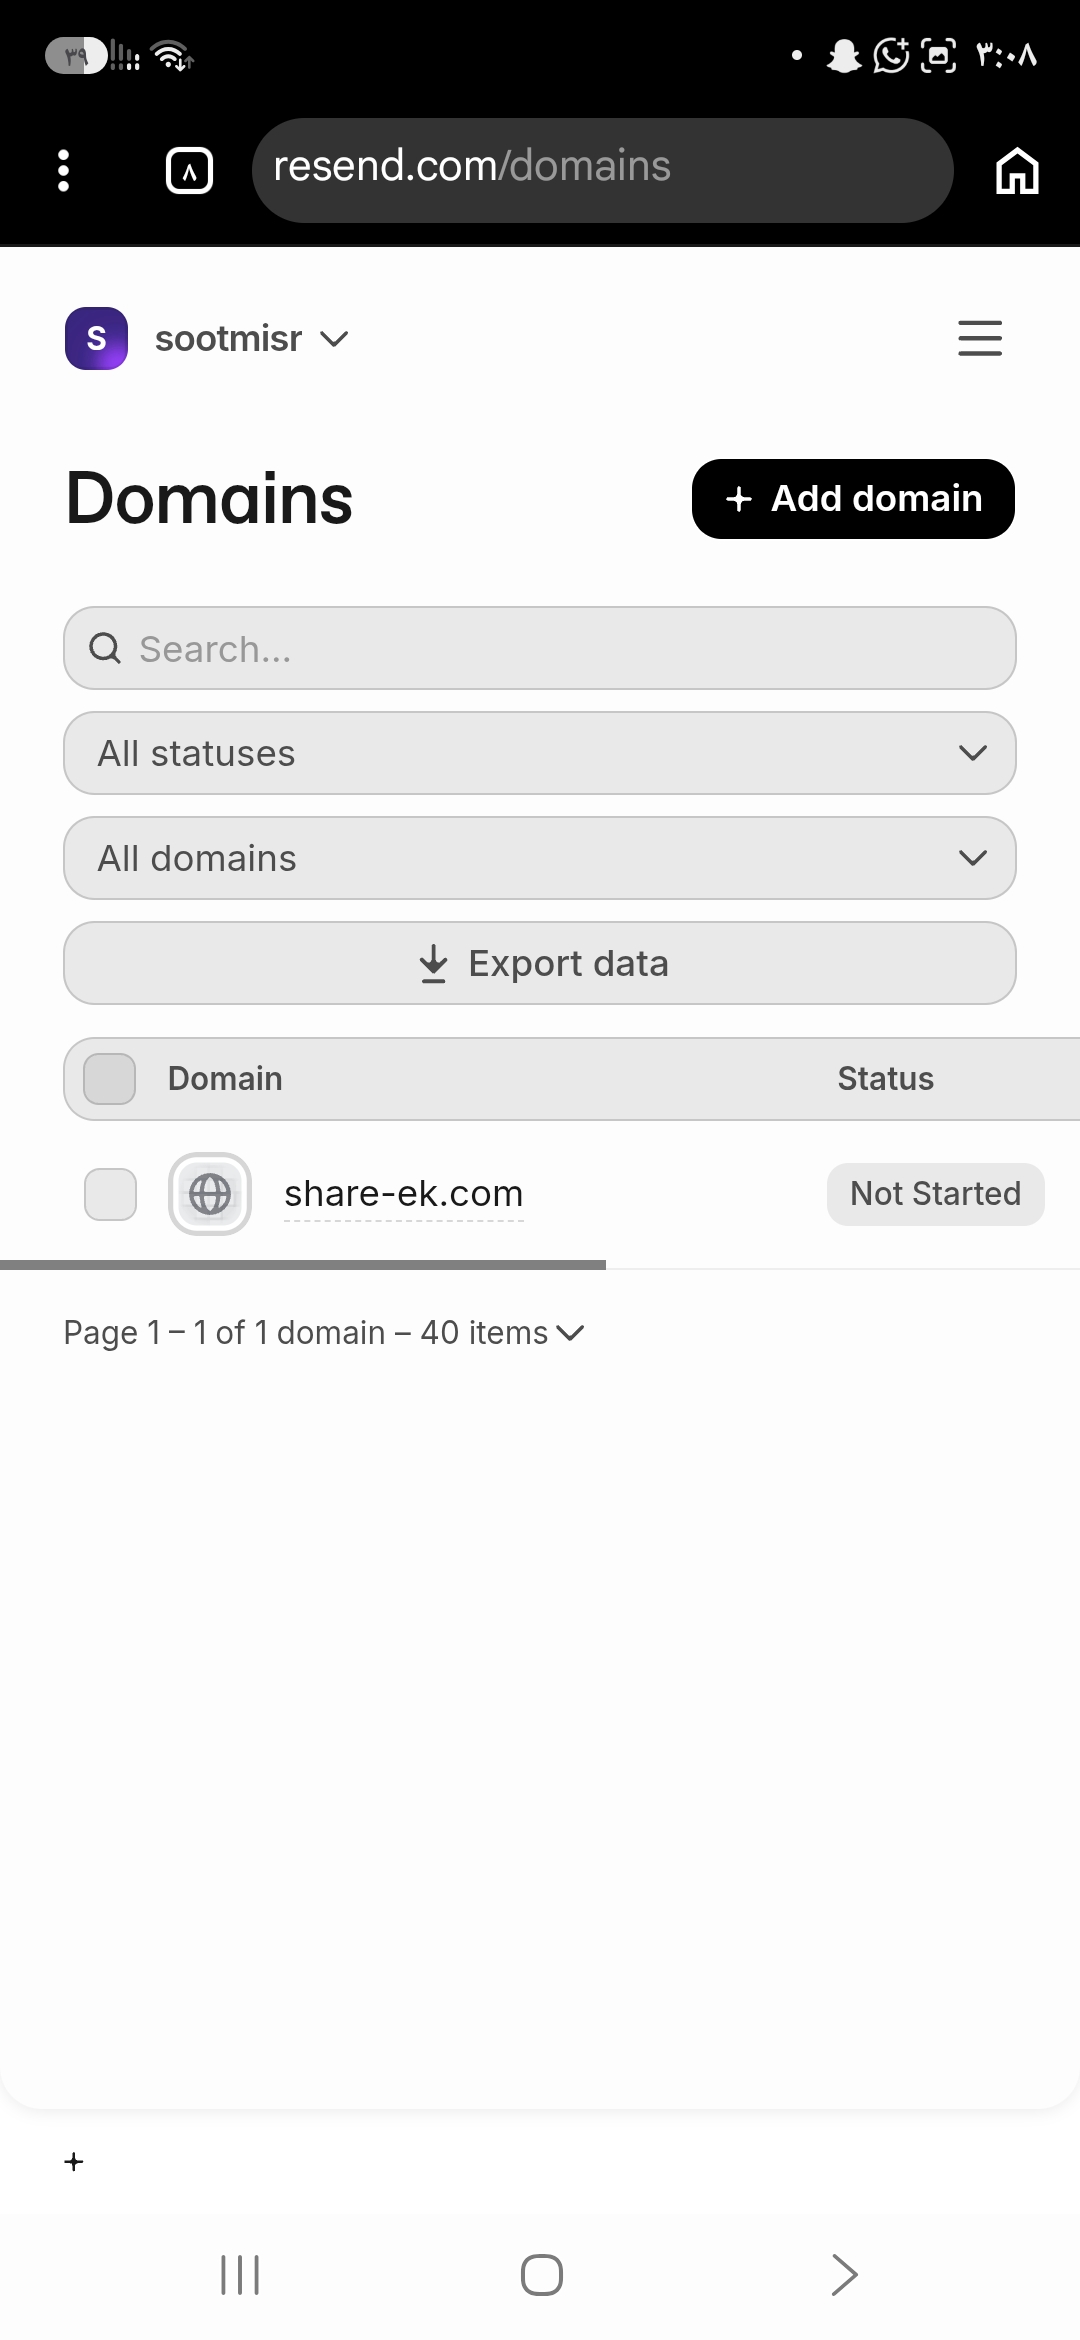 ٣٩
٣:٠٨
٨
resend.com/domains
S
sootmisr
Domains
Add domain
Search...
All statuses
All domains
Export data
Domain Status
share-ek.com Not Started
Page 1 – 1 of 1 domain – 40 items